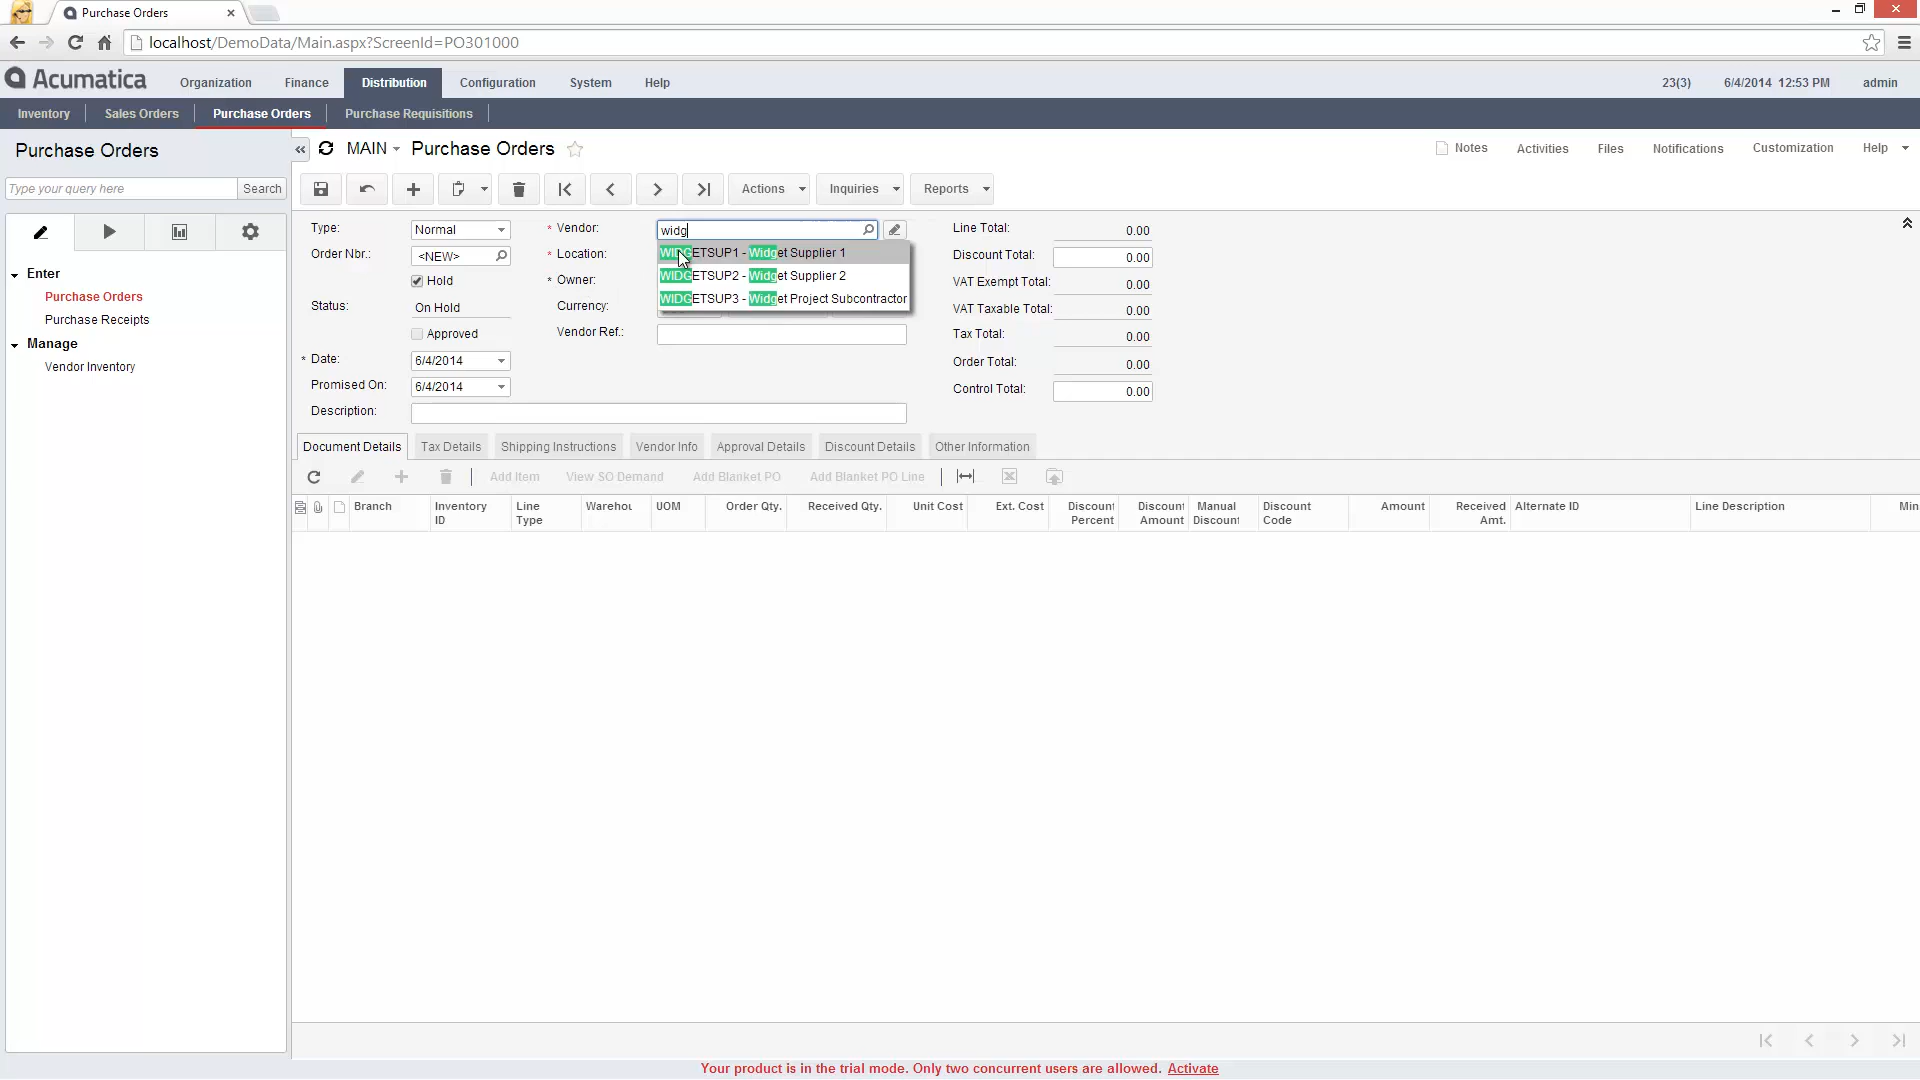 Purchase Orders
localhost/DemoData/Main.aspx?ScreenId=PO301000
Acumatica
Organization Finance Distribution Configuration System Help
23(3) 6/4/2014 12:53 PM admin
Inventory Sales Orders Purchase Orders Purchase Requisitions
Purchase Orders
Type your query here Search
Enter
Purchase Orders
Purchase Receipts
Manage
Vendor Inventory
MAIN Purchase Orders
Notes Activities Files Notifications Customization Help
Actions Inquiries Reports
Type: Normal
Order Nbr.: <NEW>
Hold
Status: On Hold
Approved
* Date: 6/4/2014
Promised On: 6/4/2014
Description:
* Vendor: widg
WIDGETSUP1 - Widget Supplier 1
WIDGETSUP2 - Widget Supplier 2
WIDGETSUP3 - Widget Project Subcontractor
* Location:
* Owner:
Currency:
Vendor Ref.:
Line Total: 0.00
Discount Total: 0.00
VAT Exempt Total: 0.00
VAT Taxable Total: 0.00
Tax Total: 0.00
Order Total: 0.00
Control Total: 0.00
Document Details Tax Details Shipping Instructions Vendor Info Approval Details Discount Details Other Information
Add Item View SO Demand Add Blanket PO Add Blanket PO Line
Branch Inventory ID Line Type Warehou UOM Order Qty. Received Qty. Unit Cost Ext. Cost Discount Percent Discount Amount Manual Discount Discount Code Amount Received Amt. Alternate ID Line Description Min
Your product is in the trial mode. Only two concurrent users are allowed. Activate